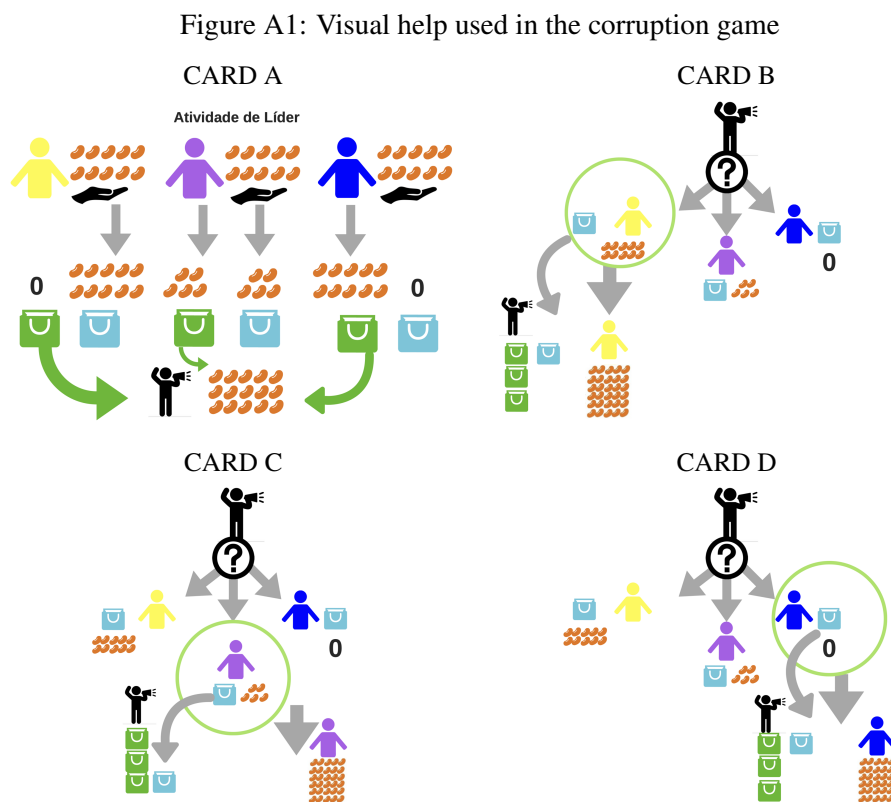 Figure A1: Visual help used in the corruption game
CARD A
CARD B
Atividade de Líder
?
0
0
0
CARD C
CARD D
?
?
0
0